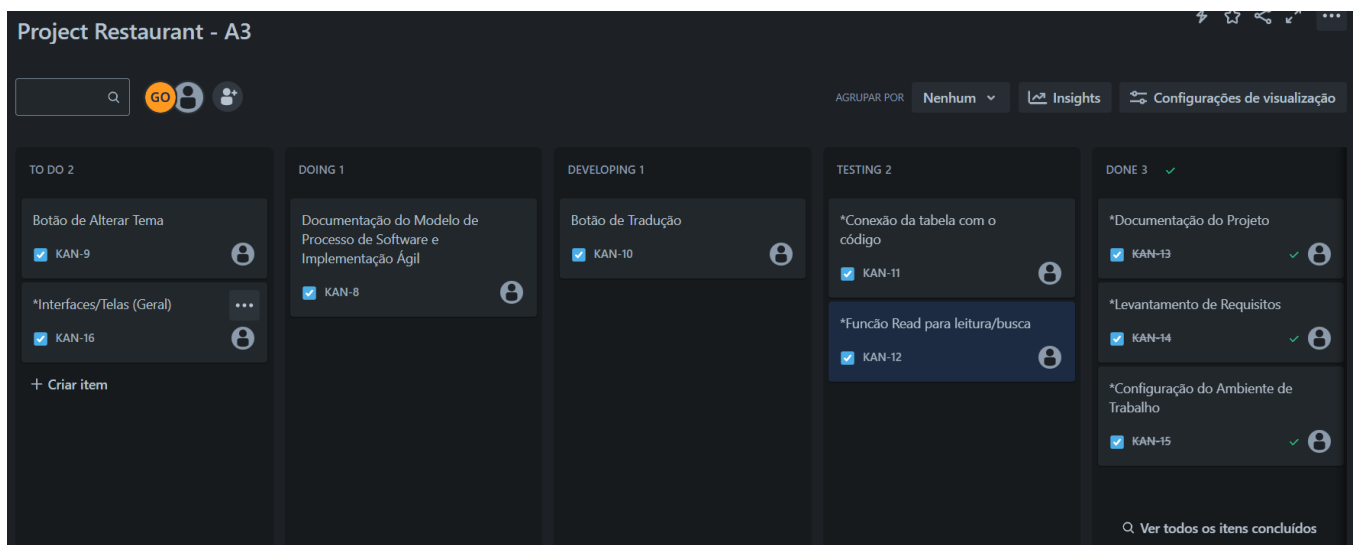 Project Restaurant - A3
GO
AGRUPAR POR
Nenhum
Insights
Configurações de visualização
TO DO 2
Botão de Alterar Tema
KAN-9
*Interfaces/Telas (Geral)
KAN-16
+ Criar item
DOING 1
Documentação do Modelo de
Processo de Software e
Implementação Ágil
KAN-8
DEVELOPING 1
Botão de Tradução
KAN-10
TESTING 2
*Conexão da tabela com o
código
KAN-11
*Funcão Read para leitura/busca
KAN-12
DONE 3
*Documentação do Projeto
KAN-13
*Levantamento de Requisitos
KAN-14
*Configuração do Ambiente de
Trabalho
KAN-15
Ver todos os itens concluídos